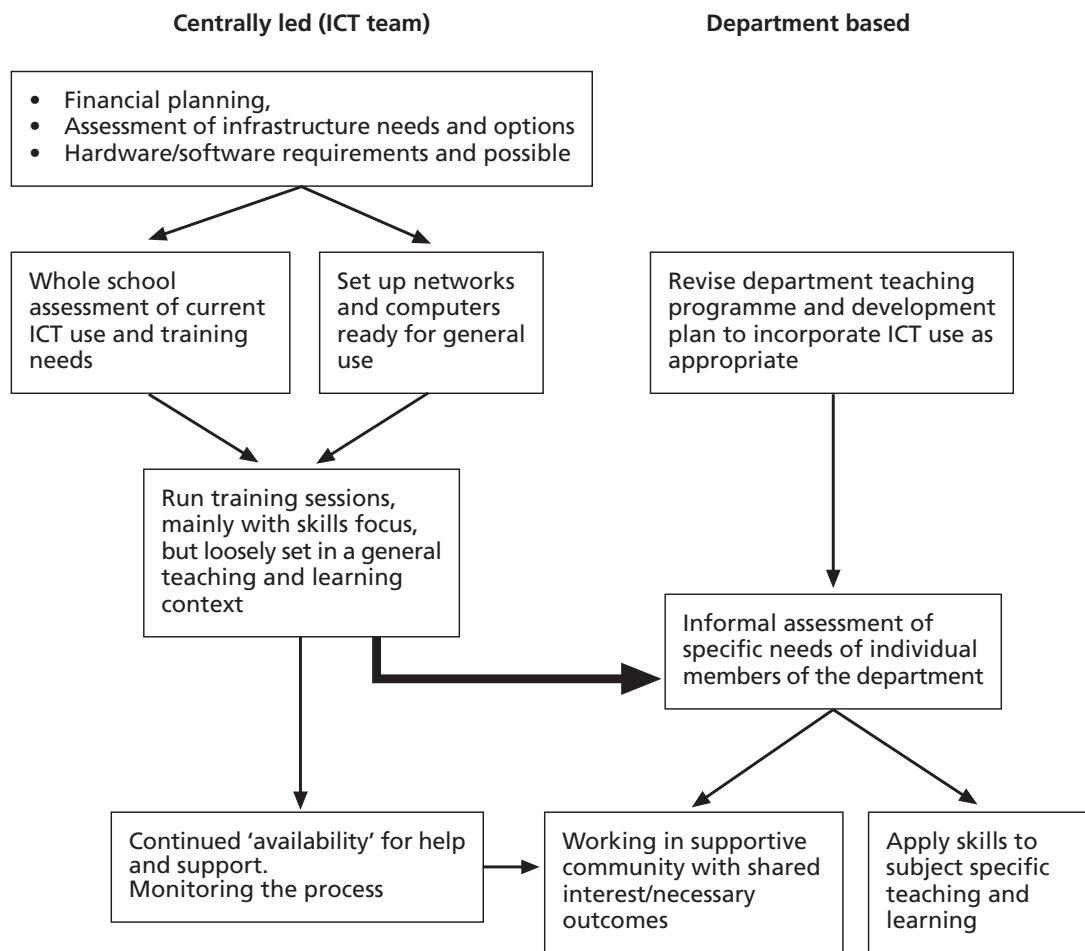 Centrally led (ICT team)
Department based
• Financial planning,
• Assessment of infrastructure needs and options
• Hardware/software requirements and possible
Whole school
assessment of current
ICT use and training
needs
Set up networks
and computers
ready for general
use
Revise department teaching
programme and development
plan to incorporate ICT use as
appropriate
Run training sessions,
mainly with skills focus,
but loosely set in a general
teaching and learning
context
Informal assessment of
specific needs of individual
members of the department
Continued ‘availability’ for help
and support.
Monitoring the process
Working in supportive
community with shared
interest/necessary
outcomes
Apply skills to
subject specific
teaching and
learning